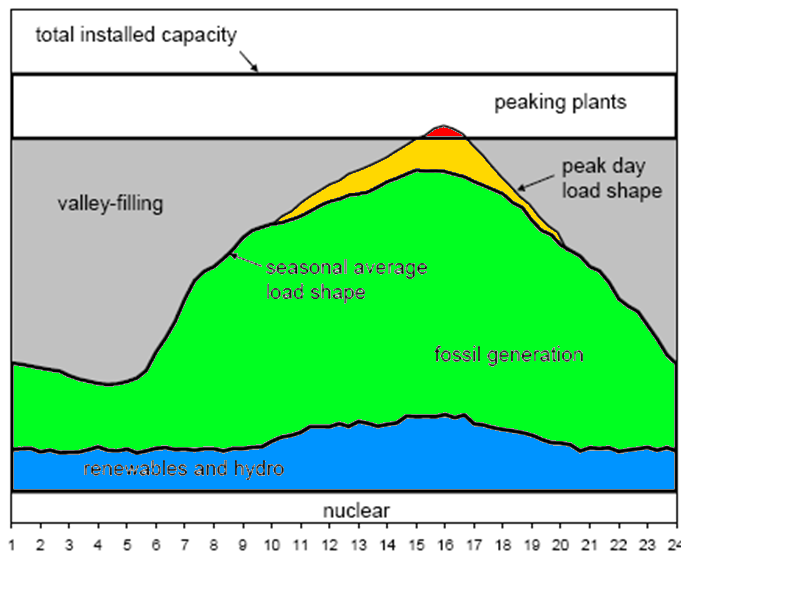 total installed capacity
peaking plants
peak day
load shape
valley-filling
seasonal average
load shape
fossil generation
renewables and hydro
nuclear
1 2 3 4 5 6 7 8 9 10 11 12 13 14 15 16 17 18 19 20 21 22 23 24